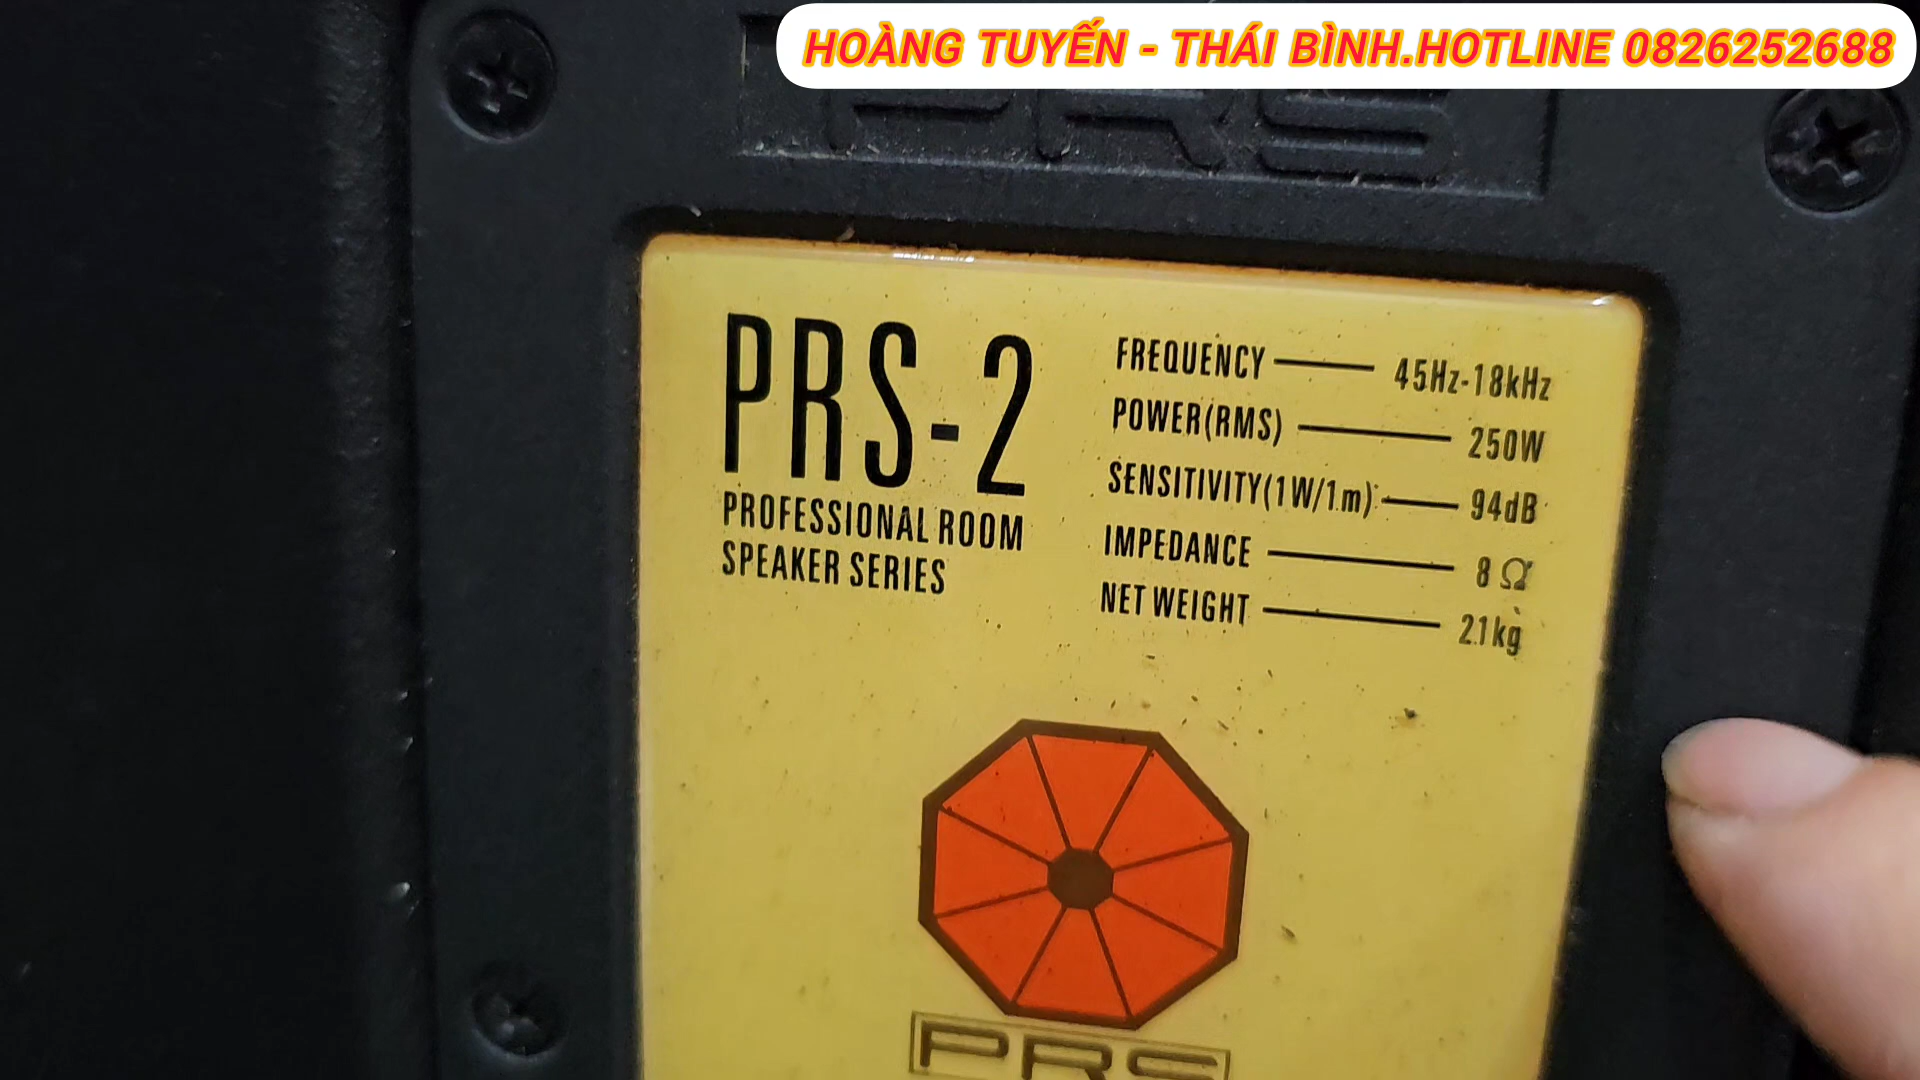 HOÀNG TUYẾN - THÁI BÌNH.HOTLINE 0826252688
PRS
PRS-2
PROFESSIONAL ROOM
SPEAKER SERIES
FREQUENCY 45Hz-18kHz
POWER(RMS) 250W
SENSITIVITY(1W/1m) 94dB
IMPEDANCE 8 Ω
NET WEIGHT 21kg
PRS